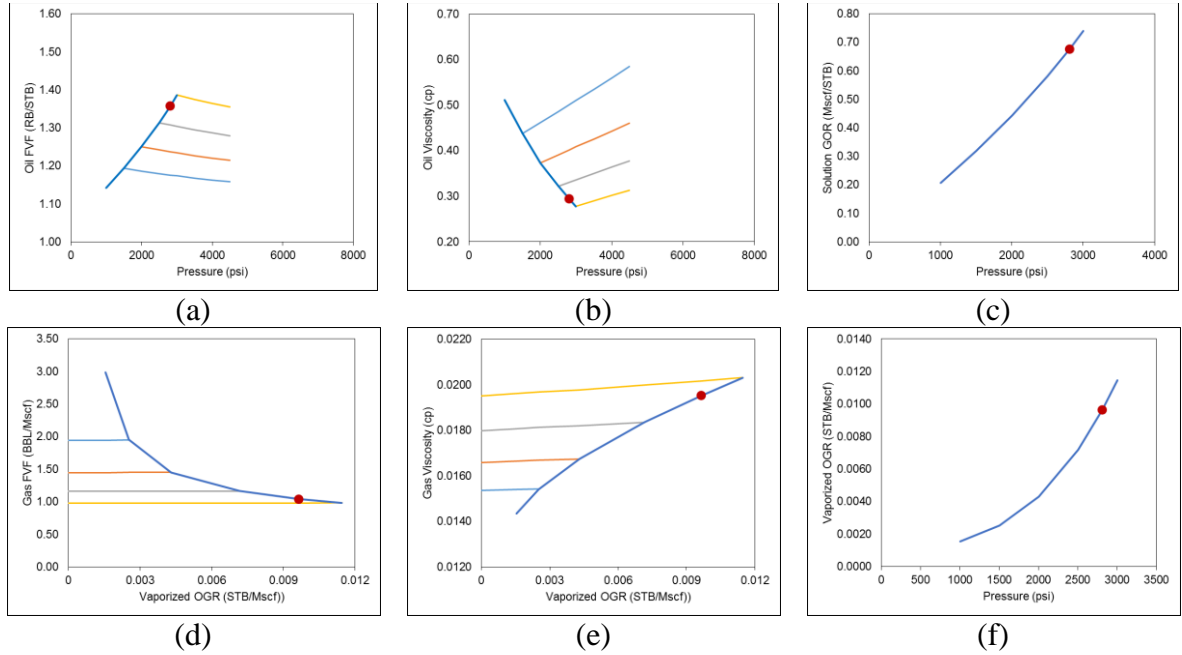 Oil FVF (RB/STB)
1.60
1.50
1.40
1.30
1.20
1.10
1.00
0 2000 4000 6000 8000
Pressure (psi)
(a)
Oil Viscosity (cp)
0.70
0.60
0.50
0.40
0.30
0.20
0 2000 4000 6000 8000
Pressure (psi)
(b)
Solution GOR (Mscf/STB)
0.80
0.70
0.60
0.50
0.40
0.30
0.20
0.10
0.00
0 1000 2000 3000 4000
Pressure (psi)
(c)
Gas FVF (BBL/Mscf)
3.50
3.00
2.50
2.00
1.50
1.00
0.50
0.00
0 0.003 0.006 0.009 0.012
Vaporized OGR (STB/Mscf))
(d)
Gas Viscosity (cp)
0.0220
0.0200
0.0180
0.0160
0.0140
0.0120
0 0.003 0.006 0.009 0.012
Vaporized OGR (STB/Mscf))
(e)
Vaporized OGR (STB/Mscf)
0.0140
0.0120
0.0100
0.0080
0.0060
0.0040
0.0020
0.0000
0 500 1000 1500 2000 2500 3000 3500
Pressure (psi)
(f)